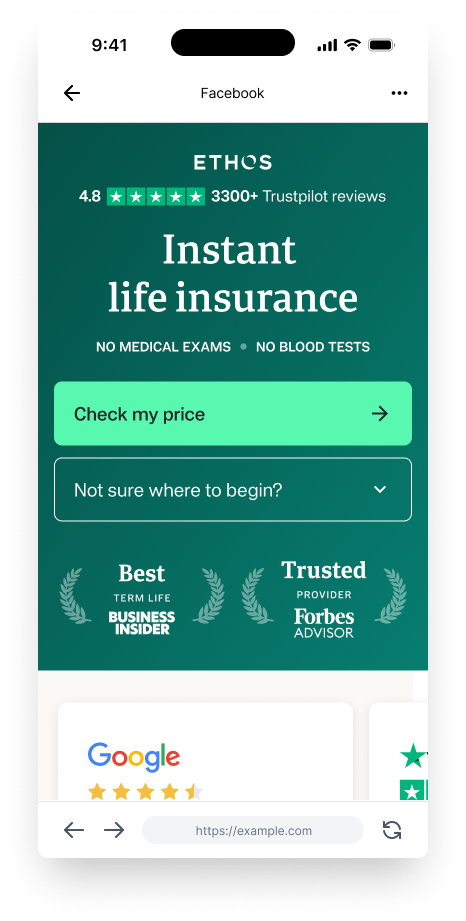 9:41
Facebook
ETHOS
4.8 3300+ Trustpilot reviews
Instant
life insurance
NO MEDICAL EXAMS • NO BLOOD TESTS
Check my price
Not sure where to begin?
Best
TERM LIFE
BUSINESS
INSIDER
Trusted
PROVIDER
Forbes
ADVISOR
Google
https://example.com